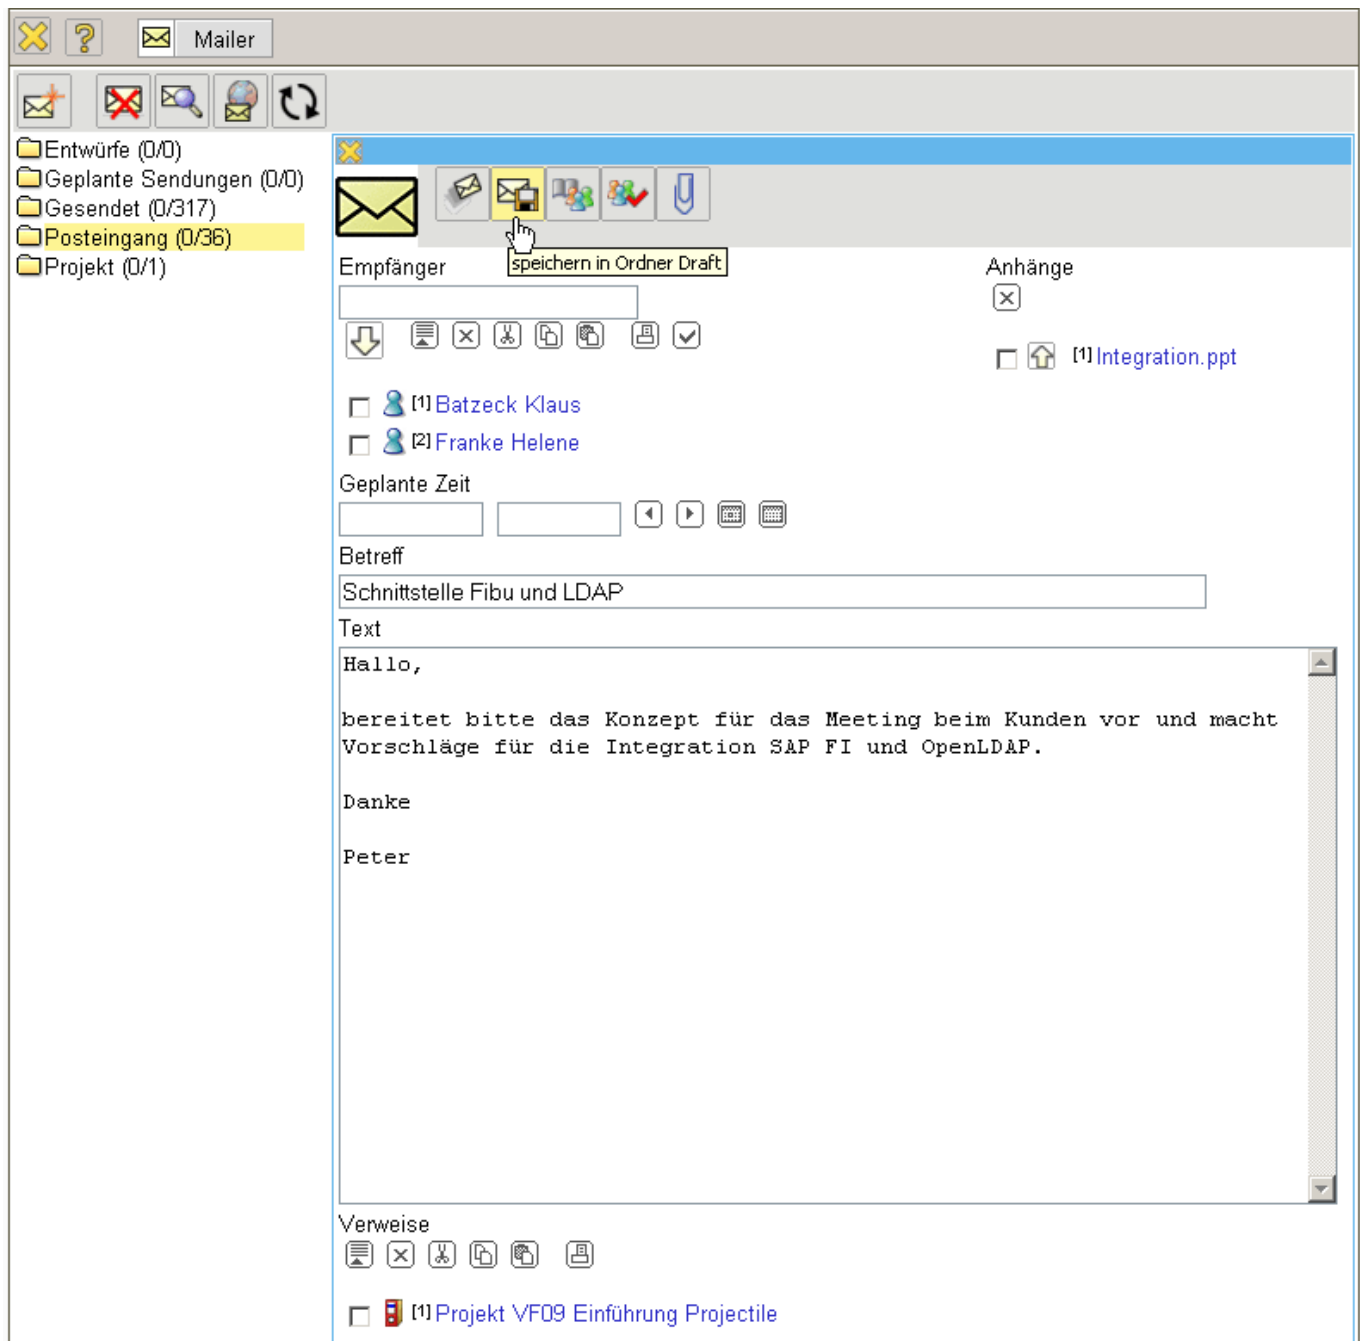 Mailer
Entwürfe (0/0)
Geplante Sendungen (0/0)
Gesendet (0/317)
Posteingang (0/36)
Projekt (0/1)
speichern in Ordner Draft
Empfänger
Anhänge
[1] Integration.ppt
[1] Batzeck Klaus
[2] Franke Helene
Geplante Zeit
Betreff
Schnittstelle Fibu und LDAP
Text
Hallo,
bereitet bitte das Konzept für das Meeting beim Kunden vor und macht
Vorschläge für die Integration SAP FI und OpenLDAP.
Danke
Peter
Verweise
[1] Projekt VF09 Einführung Projectile